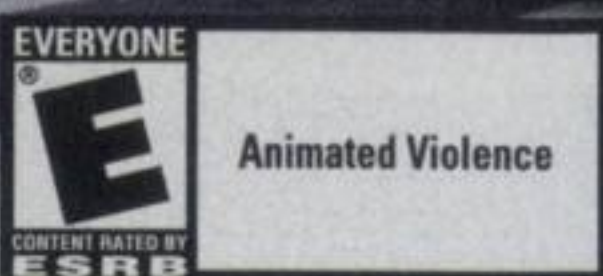 EVERYONE
®
E
Animated Violence
CONTENT RATED BY
ESRB